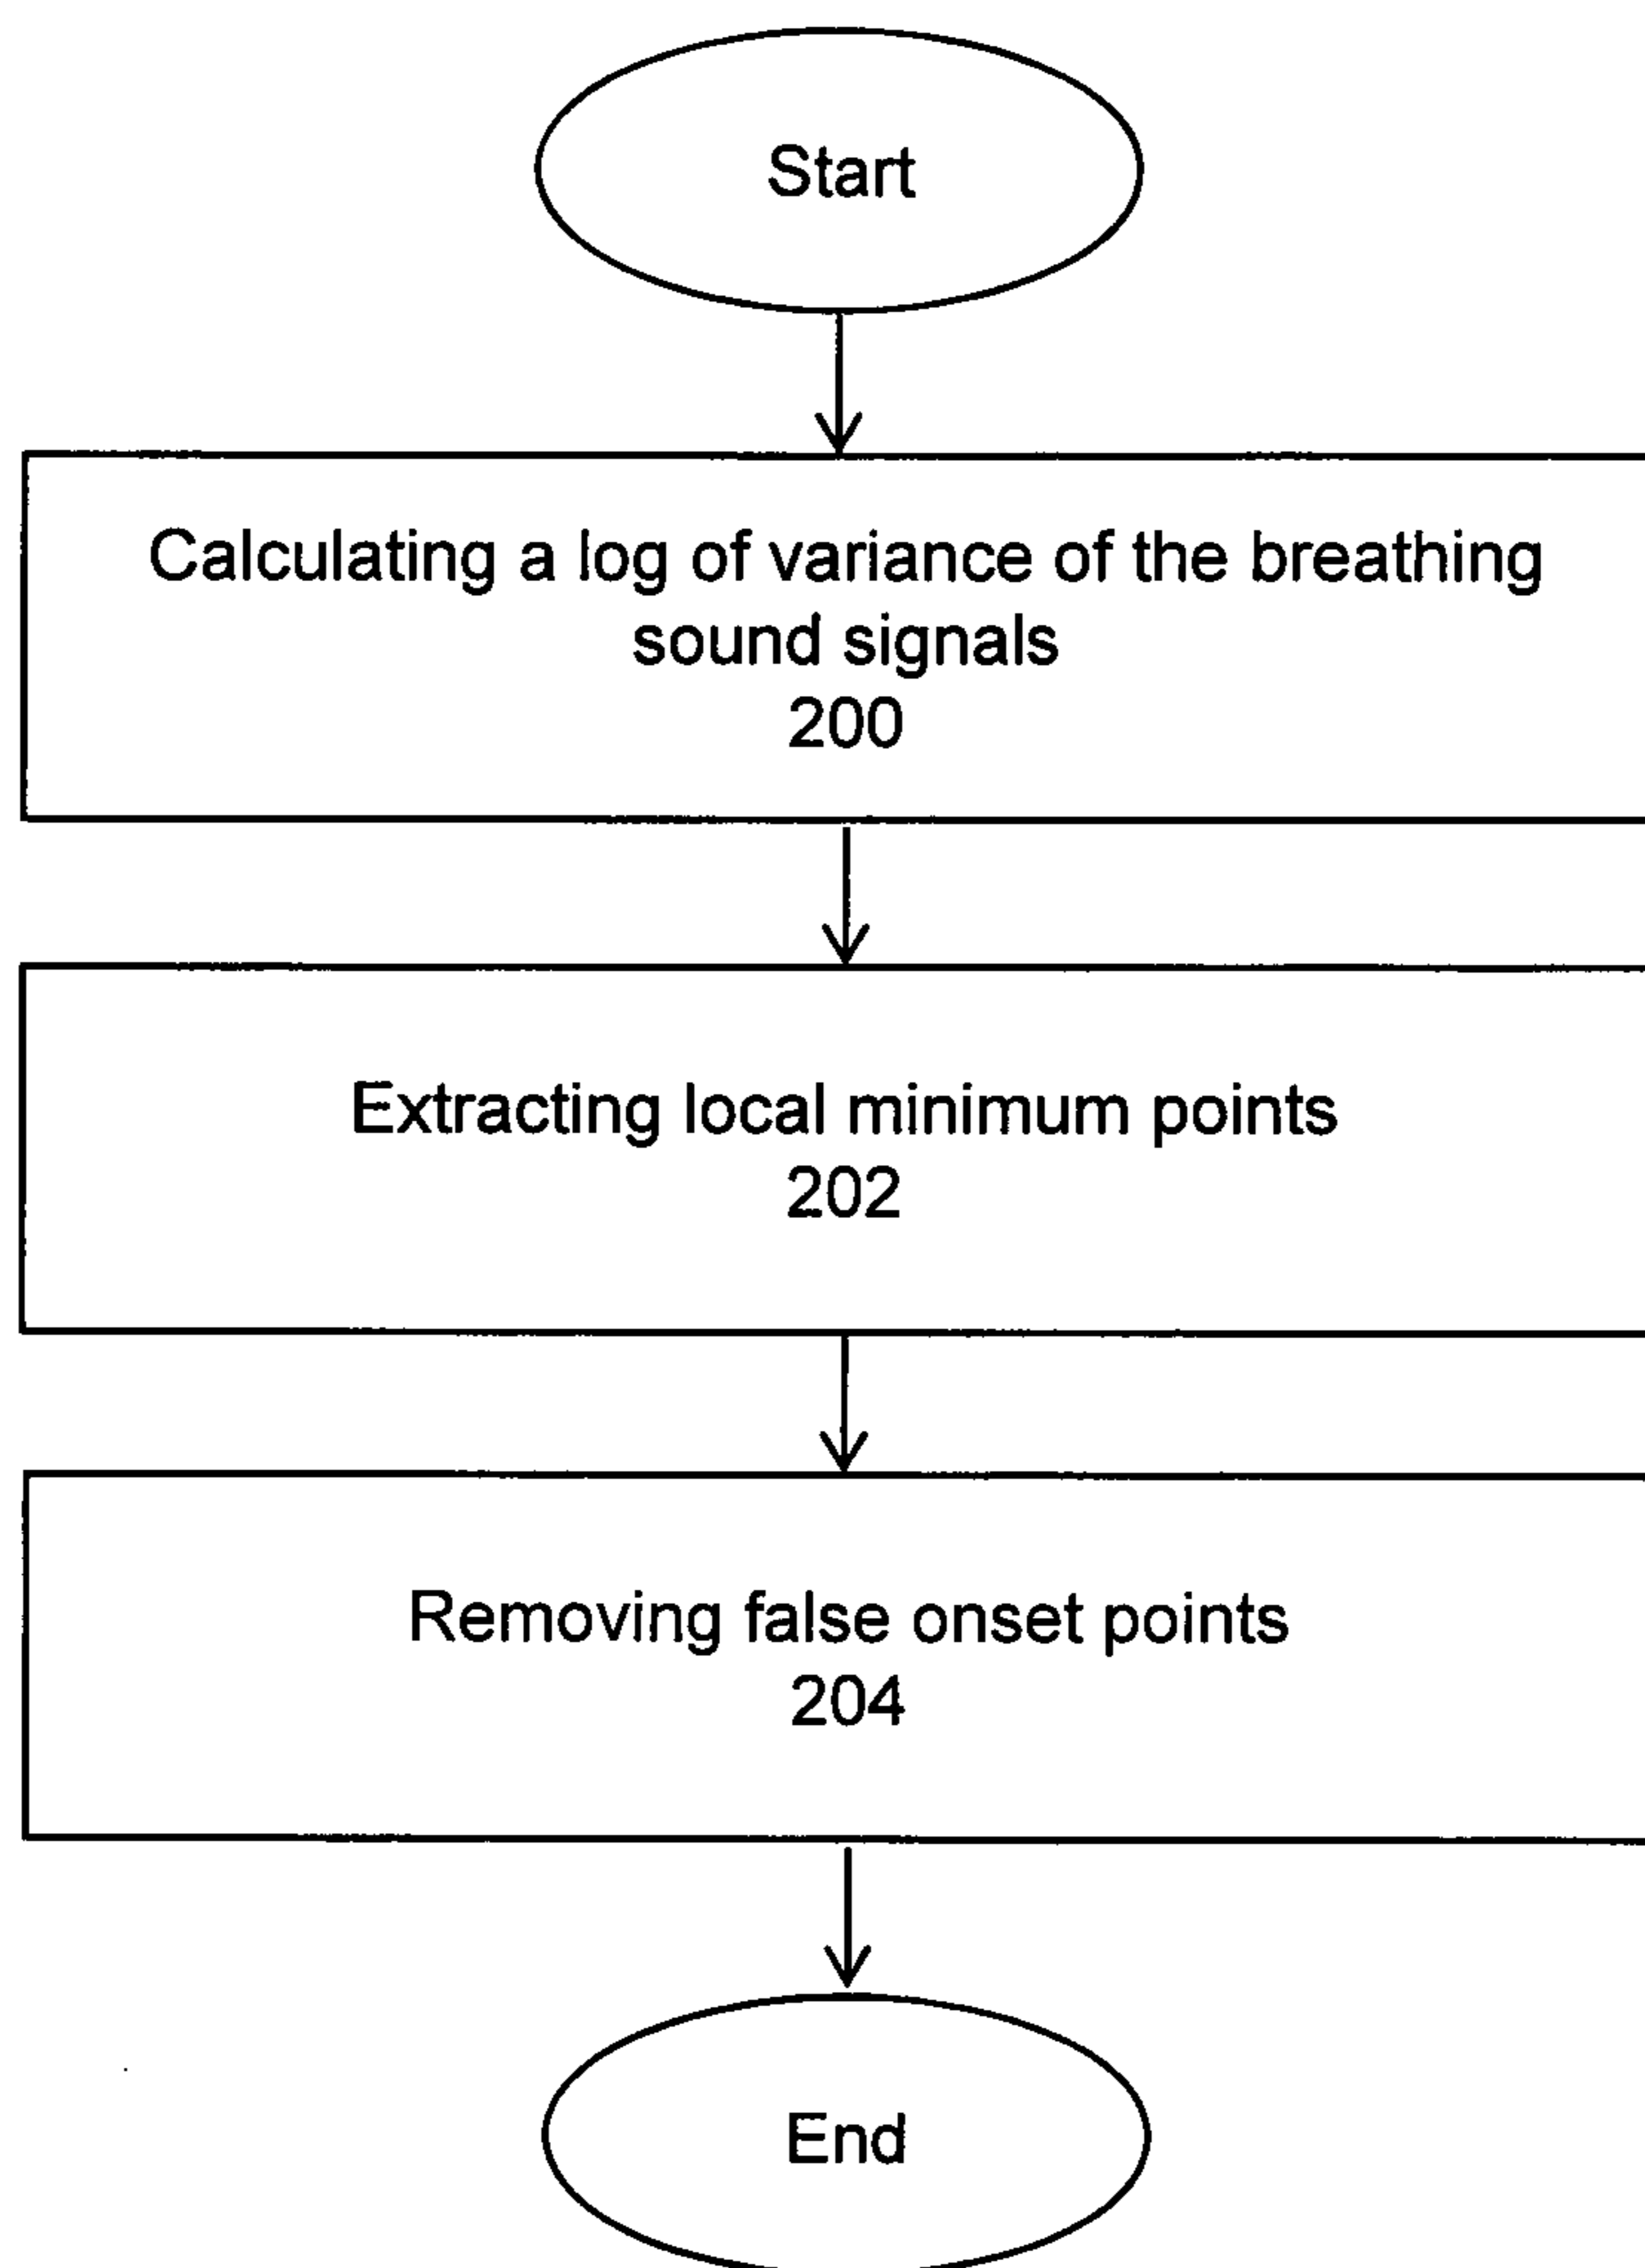 Start
Calculating a log of variance of the breathing
sound signals
200
Extracting local minimum points
202
Removing false onset points
204
End